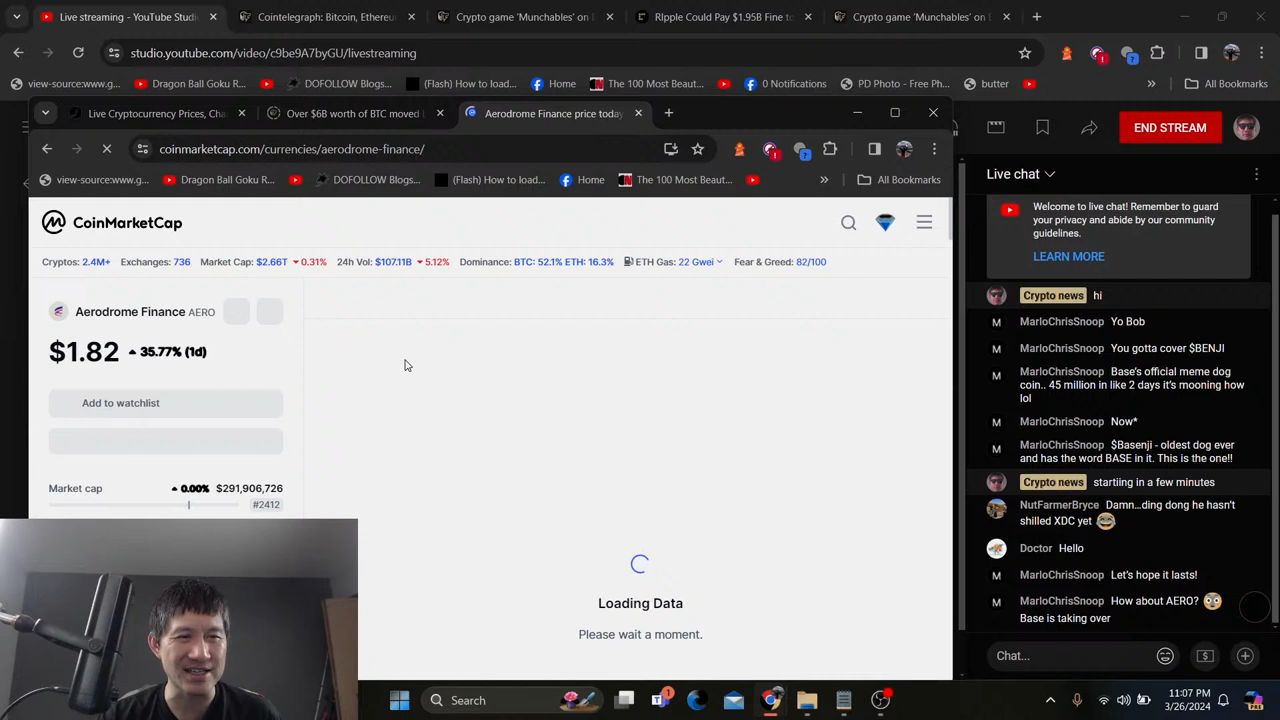 Live streaming - YouTube Studi
Cointelegraph: Bitcoin, Ethereu
Crypto game 'Munchables' on E
RIpple Could Pay $1.95B Fine to
Crypto game 'Munchables' on E
studio.youtube.com/video/c9be9A7byGU/livestreaming
view-source:www.g...
Dragon Ball Goku R...
DOFOLLOW Blogs...
(Flash) How to load...
Home
The 100 Most Beaut...
0 Notifications
PD Photo - Free Ph...
butter
»
All Bookmarks
Live Cryptocurrency Prices, Cha
Over $6B worth of BTC moved
Aerodrome Finance price today
coinmarketcap.com/currencies/aerodrome-finance/
view-source:www.g...
Dragon Ball Goku R...
DOFOLLOW Blogs...
(Flash) How to load...
Home
The 100 Most Beaut...
»
All Bookmarks
CoinMarketCap
Cryptos: 2.4M+ Exchanges: 736 Market Cap: $2.66T 0.31% 24h Vol: $107.11B 5.12% Dominance: BTC: 52.1% ETH: 16.3% ETH Gas: 22 Gwei Fear & Greed: 82/100
Aerodrome Finance AERO
$1.82 35.77% (1d)
Add to watchlist
Market cap 0.00% $291,906,726
#2412
Loading Data
Please wait a moment.
END STREAM
Live chat
Welcome to live chat! Remember to guard
your privacy and abide by our community
guidelines.
LEARN MORE
Crypto news hi
MarloChrisSnoop Yo Bob
MarloChrisSnoop You gotta cover $BENJI
MarloChrisSnoop Base's official meme dog
coin.. 45 million in like 2 days it's mooning how
lol
MarloChrisSnoop Now*
MarloChrisSnoop $Basenji - oldest dog ever
and has the word BASE in it. This is the one!!
Crypto news startiing in a few minutes
NutFarmerBryce Damn...ding dong he hasn't
shilled XDC yet
Doctor Hello
MarloChrisSnoop Let's hope it lasts!
MarloChrisSnoop How about AERO?
Base is taking over
Chat...
Search
11:07 PM
3/26/2024